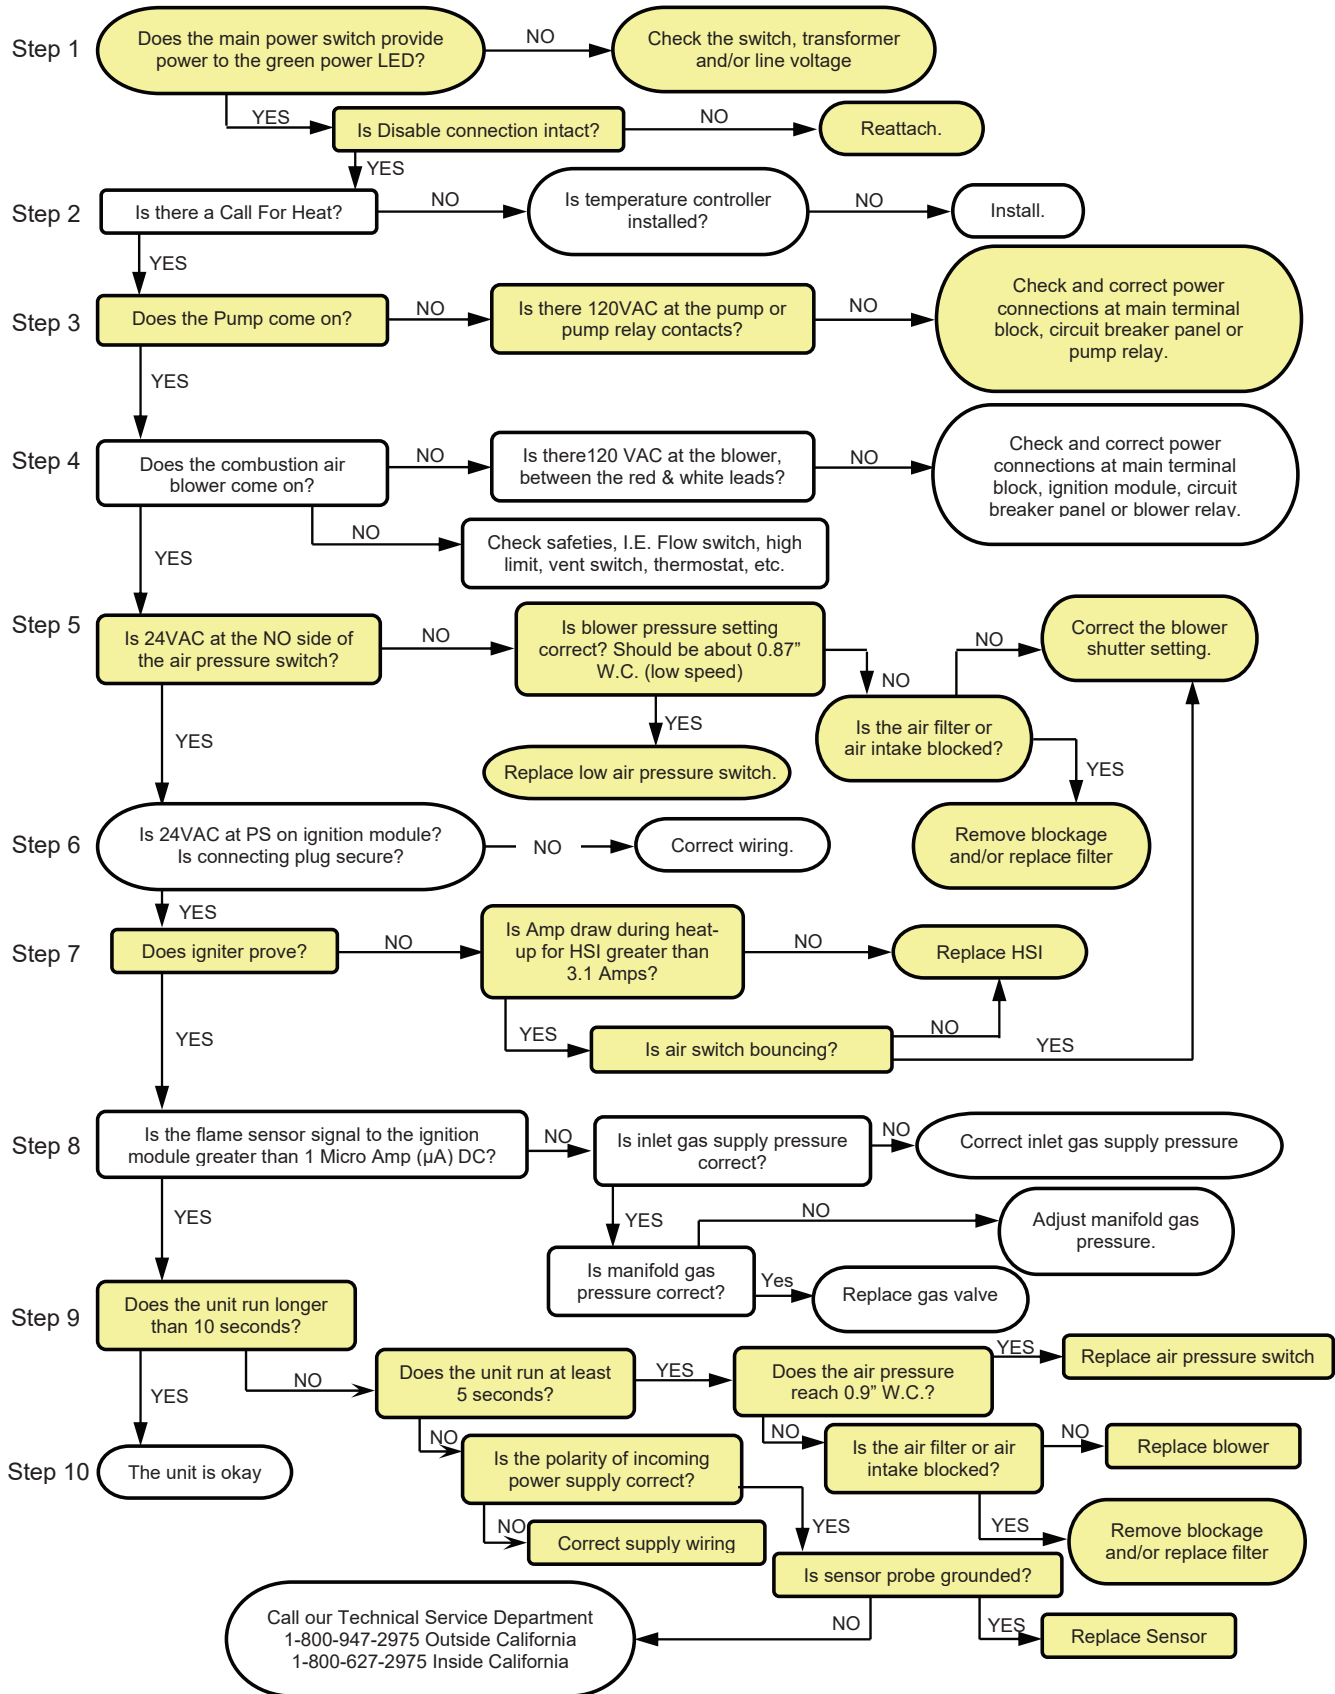 Step 1
Does the main power switch provide
power to the green power LED?
NO
Check the switch, transformer
and/or line voltage
YES
Is Disable connection intact?
NO
Reattach.
YES
Step 2
Is there a Call For Heat?
NO
Is temperature controller
installed?
NO
Install.
YES
Step 3
Does the Pump come on?
NO
Is there 120VAC at the pump or
pump relay contacts?
NO
Check and correct power
connections at main terminal
block, circuit breaker panel or
pump relay.
YES
Step 4
Does the combustion air
blower come on?
NO
Is there120 VAC at the blower,
between the red & white leads?
NO
Check and correct power
connections at main terminal
block, ignition module, circuit
breaker panel or blower relay.
NO
Check safeties, I.E. Flow switch, high
limit, vent switch, thermostat, etc.
YES
Step 5
Is 24VAC at the NO side of
the air pressure switch?
NO
Is blower pressure setting
correct? Should be about 0.87”
W.C. (low speed)
NO
Is the air filter or
air intake blocked?
NO
Correct the blower
shutter setting.
YES
Replace low air pressure switch.
YES
Remove blockage
and/or replace filter
YES
Step 6
Is 24VAC at PS on ignition module?
Is connecting plug secure?
NO
Correct wiring.
YES
Step 7
Does igniter prove?
NO
Is Amp draw during heat-
up for HSI greater than
3.1 Amps?
NO
Replace HSI
YES
Is air switch bouncing?
NO
YES
YES
Step 8
Is the flame sensor signal to the ignition
module greater than 1 Micro Amp (µA) DC?
NO
Is inlet gas supply pressure
correct?
NO
Correct inlet gas supply pressure
YES
Is manifold gas
pressure correct?
NO
Adjust manifold gas
pressure.
Yes
Replace gas valve
YES
Step 9
Does the unit run longer
than 10 seconds?
NO
Does the unit run at least
5 seconds?
YES
Does the air pressure
reach 0.9” W.C.?
YES
Replace air pressure switch
NO
Is the air filter or air
intake blocked?
NO
Replace blower
YES
Remove blockage
and/or replace filter
YES
Step 10
The unit is okay
NO
Is the polarity of incoming
power supply correct?
NO
Correct supply wiring
YES
Is sensor probe grounded?
YES
Replace Sensor
NO
Call our Technical Service Department
1-800-947-2975 Outside California
1-800-627-2975 Inside California